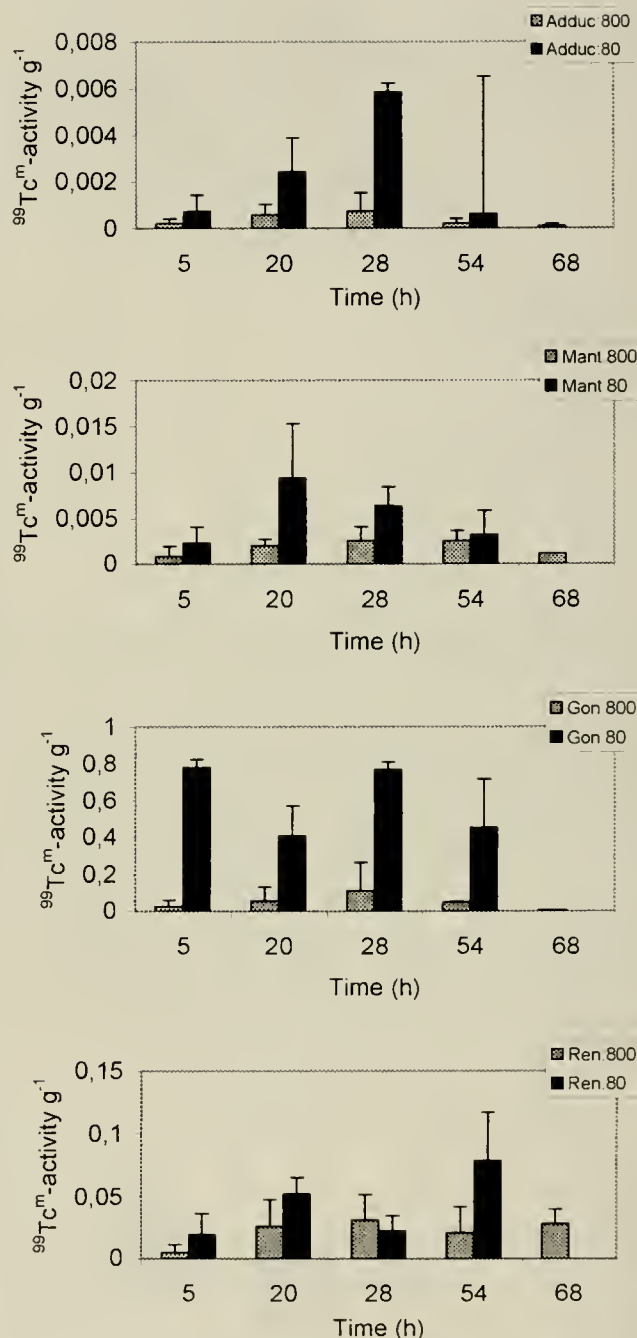 Adduc 800
Adduc 80
0,008
0,006
0,004
0,002
0
⁹⁹Tcᵐ-activity g⁻¹
5 20 28 54 68
Time (h)
Mant 800
Mant 80
0,02
0,015
0,01
0,005
0
⁹⁹Tcᵐ-activity g⁻¹
5 20 28 54 68
Time (h)
Gon 800
Gon 80
1
0,8
0,6
0,4
0,2
0
⁹⁹Tcᵐ-activity g⁻¹
5 20 28 54 68
Time (h)
Ren 800
Ren 80
0,15
0,1
0,05
0
⁹⁹Tcᵐ-activity g⁻¹
5 20 28 54 68
Time (h)